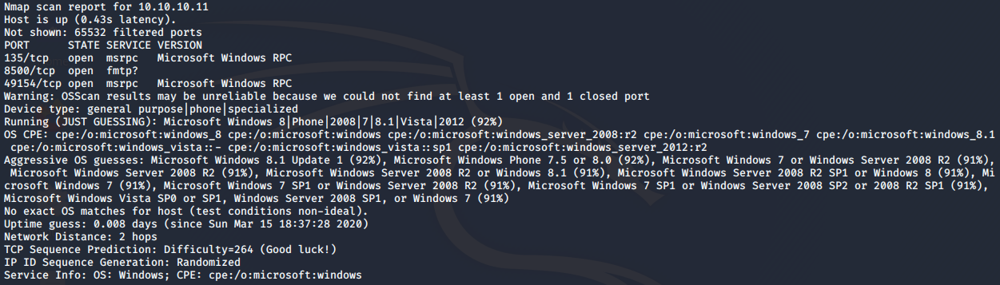 Nmap scan report for 10.10.10.11
Host is up (0.43s latency).
Not shown: 65532 filtered ports
PORT      STATE SERVICE VERSION
135/tcp   open  msrpc   Microsoft Windows RPC
8500/tcp  open  fmtp?
49154/tcp open  msrpc   Microsoft Windows RPC
Warning: OSScan results may be unreliable because we could not find at least 1 open and 1 closed port
Device type: general purpose|phone|specialized
Running (JUST GUESSING): Microsoft Windows 8|Phone|2008|7|8.1|Vista|2012 (92%)
OS CPE: cpe:/o:microsoft:windows_8 cpe:/o:microsoft:windows cpe:/o:microsoft:windows_server_2008:r2 cpe:/o:microsoft:windows_7 cpe:/o:microsoft:windows_8.1
 cpe:/o:microsoft:windows_vista::- cpe:/o:microsoft:windows_vista::sp1 cpe:/o:microsoft:windows_server_2012:r2
Aggressive OS guesses: Microsoft Windows 8.1 Update 1 (92%), Microsoft Windows Phone 7.5 or 8.0 (92%), Microsoft Windows 7 or Windows Server 2008 R2 (91%),
 Microsoft Windows Server 2008 R2 (91%), Microsoft Windows Server 2008 R2 or Windows 8.1 (91%), Microsoft Windows Server 2008 R2 SP1 or Windows 8 (91%), Mi
crosoft Windows 7 (91%), Microsoft Windows 7 SP1 or Windows Server 2008 R2 (91%), Microsoft Windows 7 SP1 or Windows Server 2008 SP2 or 2008 R2 SP1 (91%),
Microsoft Windows Vista SP0 or SP1, Windows Server 2008 SP1, or Windows 7 (91%)
No exact OS matches for host (test conditions non-ideal).
Uptime guess: 0.008 days (since Sun Mar 15 18:37:28 2020)
Network Distance: 2 hops
TCP Sequence Prediction: Difficulty=264 (Good luck!)
IP ID Sequence Generation: Randomized
Service Info: OS: Windows; CPE: cpe:/o:microsoft:windows